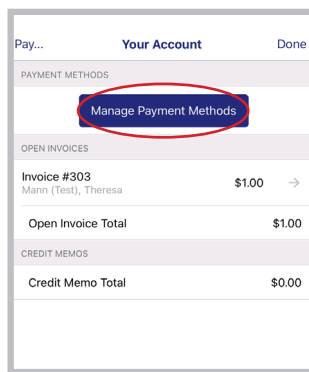 Pay... Your Account Done
PAYMENT METHODS
Manage Payment Methods
OPEN INVOICES
Invoice #303
Mann (Test), Theresa
$1.00 →
Open Invoice Total $1.00
CREDIT MEMOS
Credit Memo Total $0.00